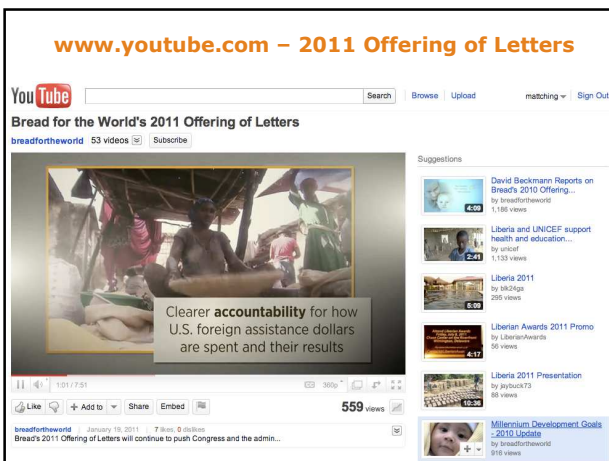 www.youtube.com – 2011 Offering of Letters
You Tube
Search
Browse
Upload
mattching
Sign Out
Bread for the World's 2011 Offering of Letters
breadfortheworld 53 videos
Subscribe
Clearer accountability for how
U.S. foreign assistance dollars
are spent and their results
1:01 / 7:51
360p
Like
+ Add to
Share
Embed
559 views
breadfortheworld | January 19, 2011 | 7 likes, 0 dislikes
Bread's 2011 Offering of Letters will continue to push Congress and the admin...
Suggestions
David Beckmann Reports on
Bread's 2010 Offering...
by breadfortheworld
1,186 views
4:09
Liberia and UNICEF support
health and education...
by unicef
1,133 views
2:41
Liberia 2011
by blk24ga
295 views
5:09
Liberian Awards 2011 Promo
by LiberianAwards
56 views
4:17
Liberia 2011 Presentation
by jaybuck73
88 views
10:36
Millennium Development Goals
- 2010 Update
by breadfortheworld
916 views